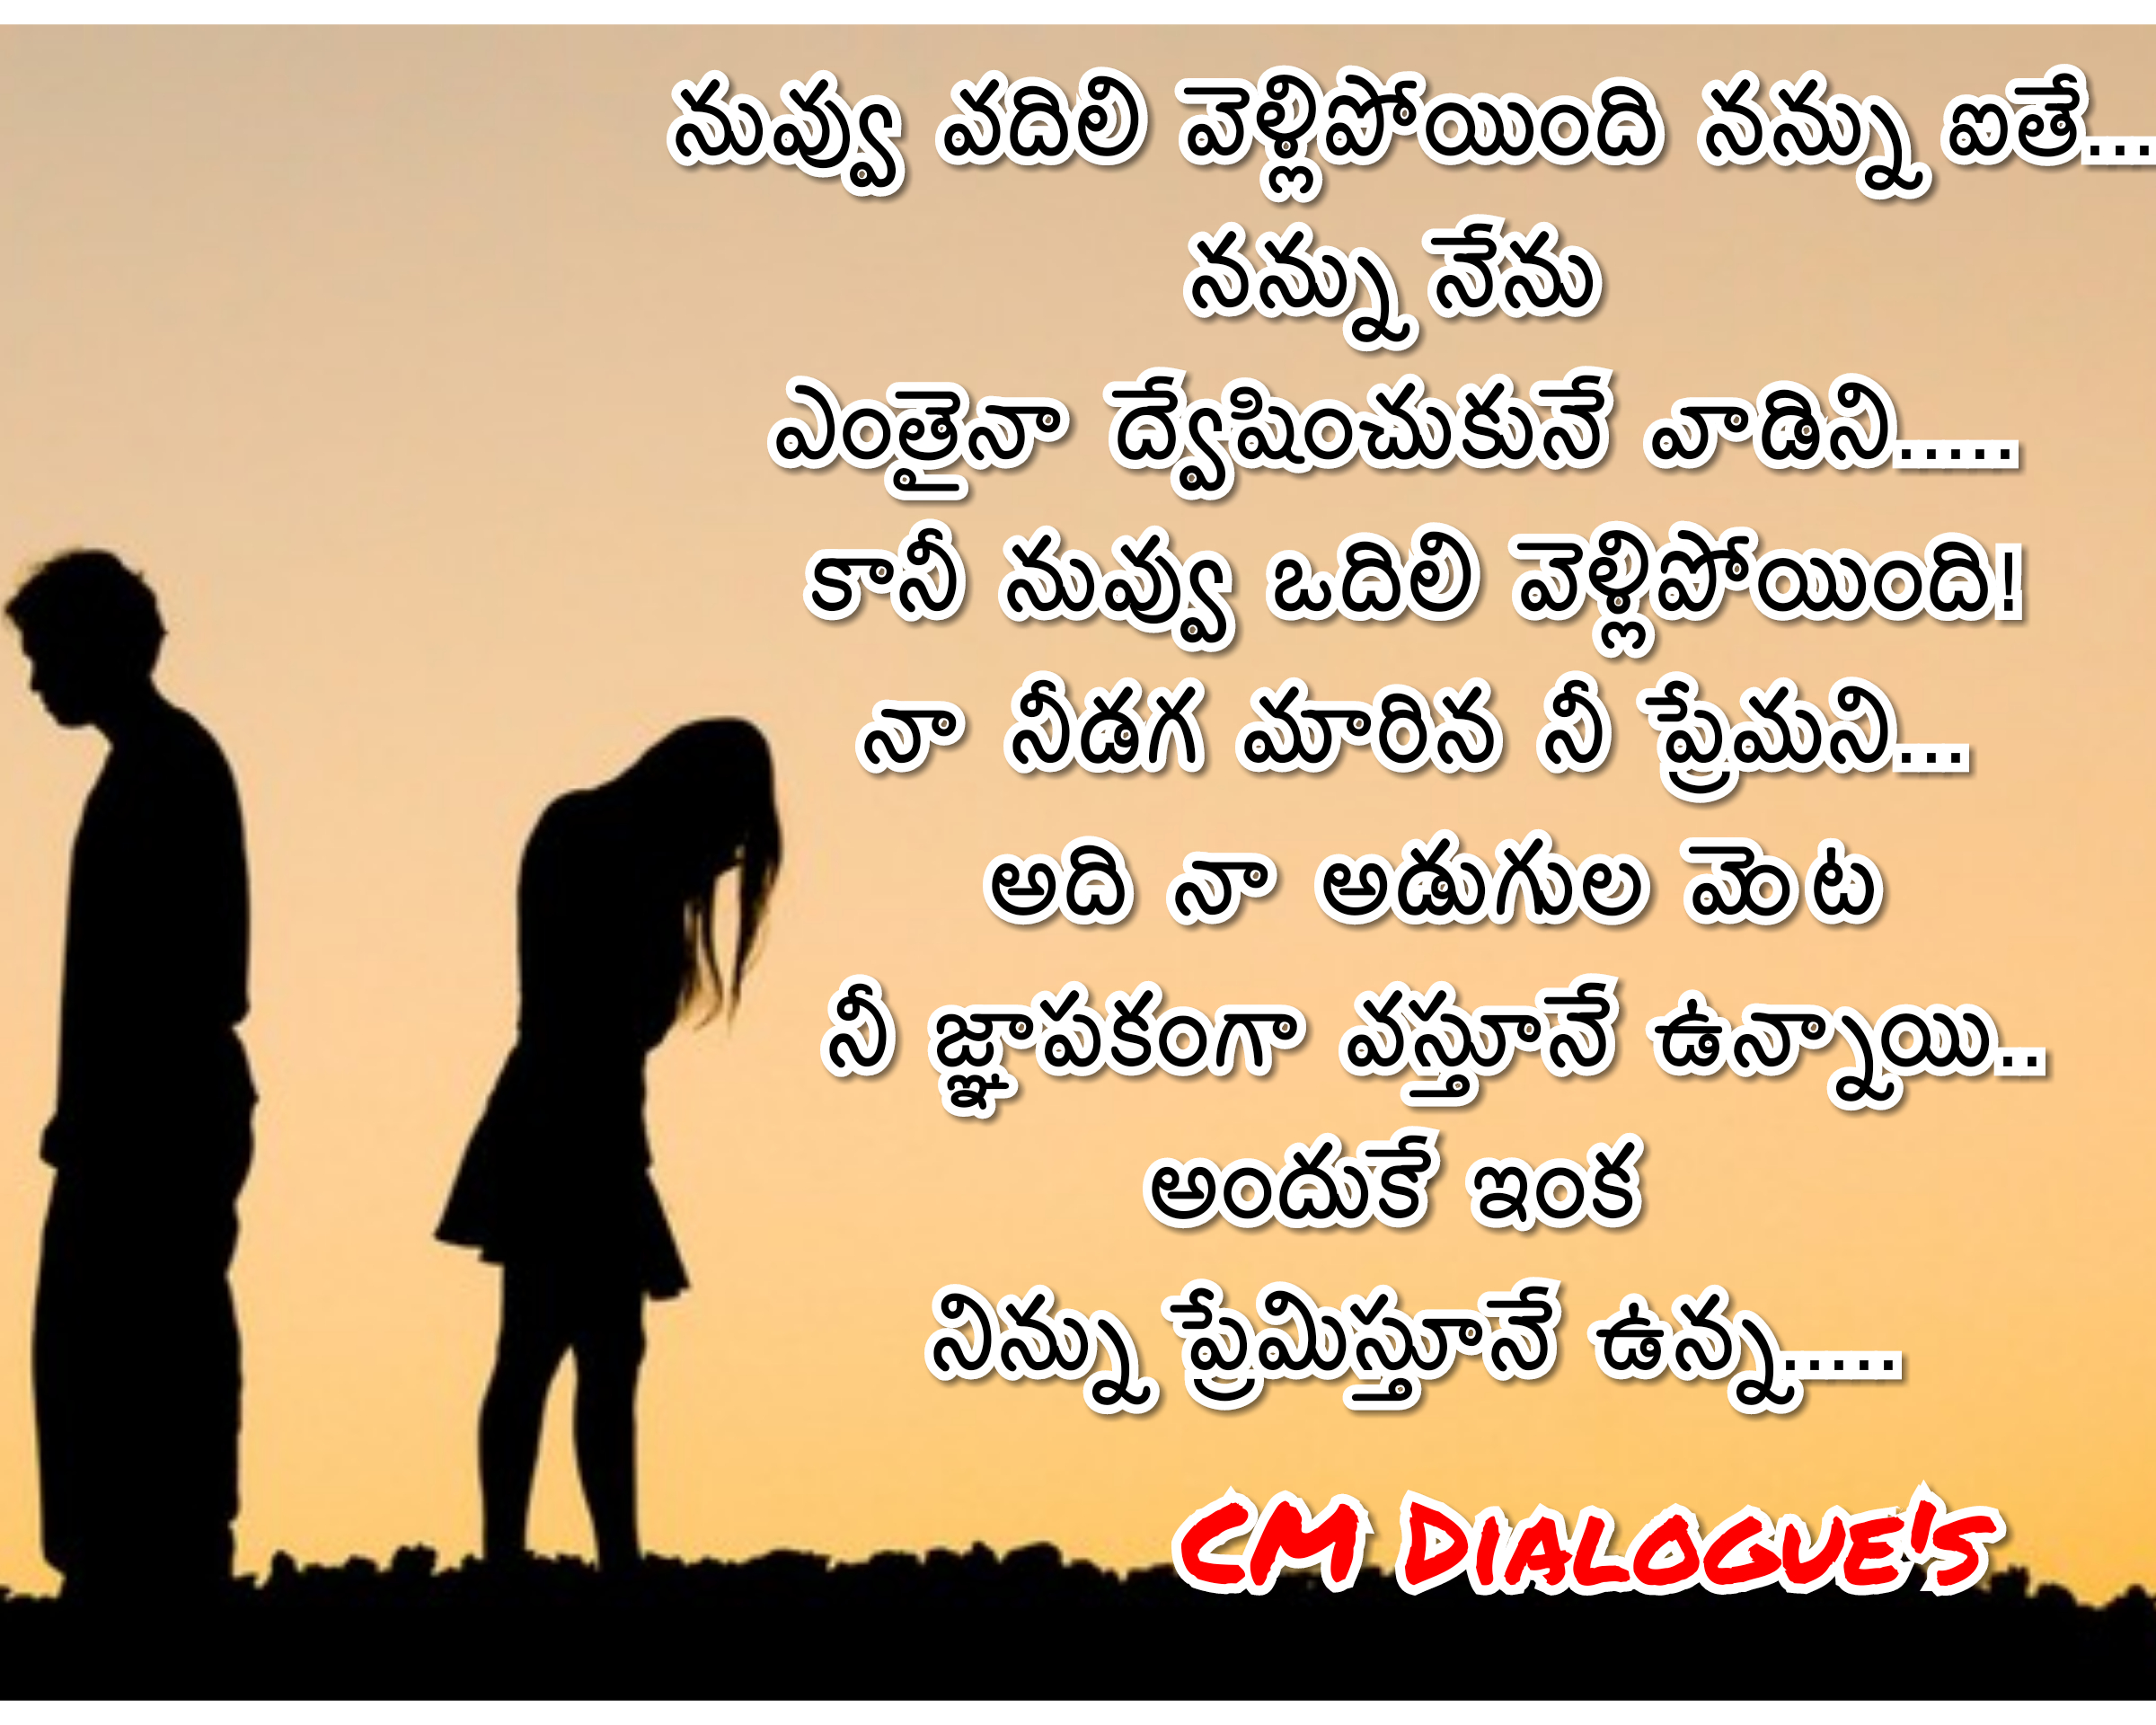 నువ్వు వదిలి వెళ్లిపోయింది నన్ను ఐతే...
నన్ను నేను
ఎంతైనా ద్వేషించుకునే వాడిని.....
కానీ నువ్వు ఒదిలి వెళ్లిపోయింది!
నా నీడగ మారిన నీ ప్రేమని...
అది నా అడుగుల వెంట
నీ జ్ఞాపకంగా వస్తూనే ఉన్నాయి..
అందుకే ఇంక
నిన్ను ప్రేమిస్తూనే ఉన్న.....
CM DIALOGUE'S